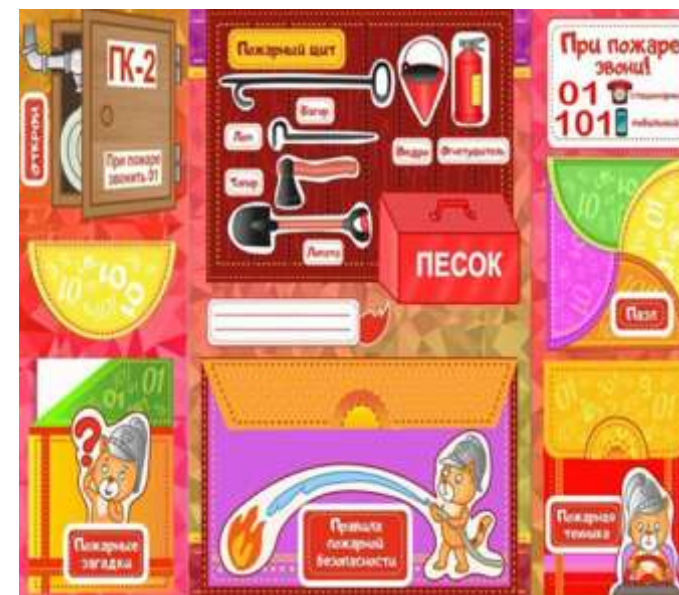 ГК-2
ОТКРОЙ
При пожаре
звонить 01
Пожарный щит
Багор
Лом
Топор
Лопата
Ведро
Огнетушитель
ПЕСОК
При пожаре
звони!
01
101
Пазл
Пожарные
загадки
Правила
пожарной
безопасности
Пожарная
техника